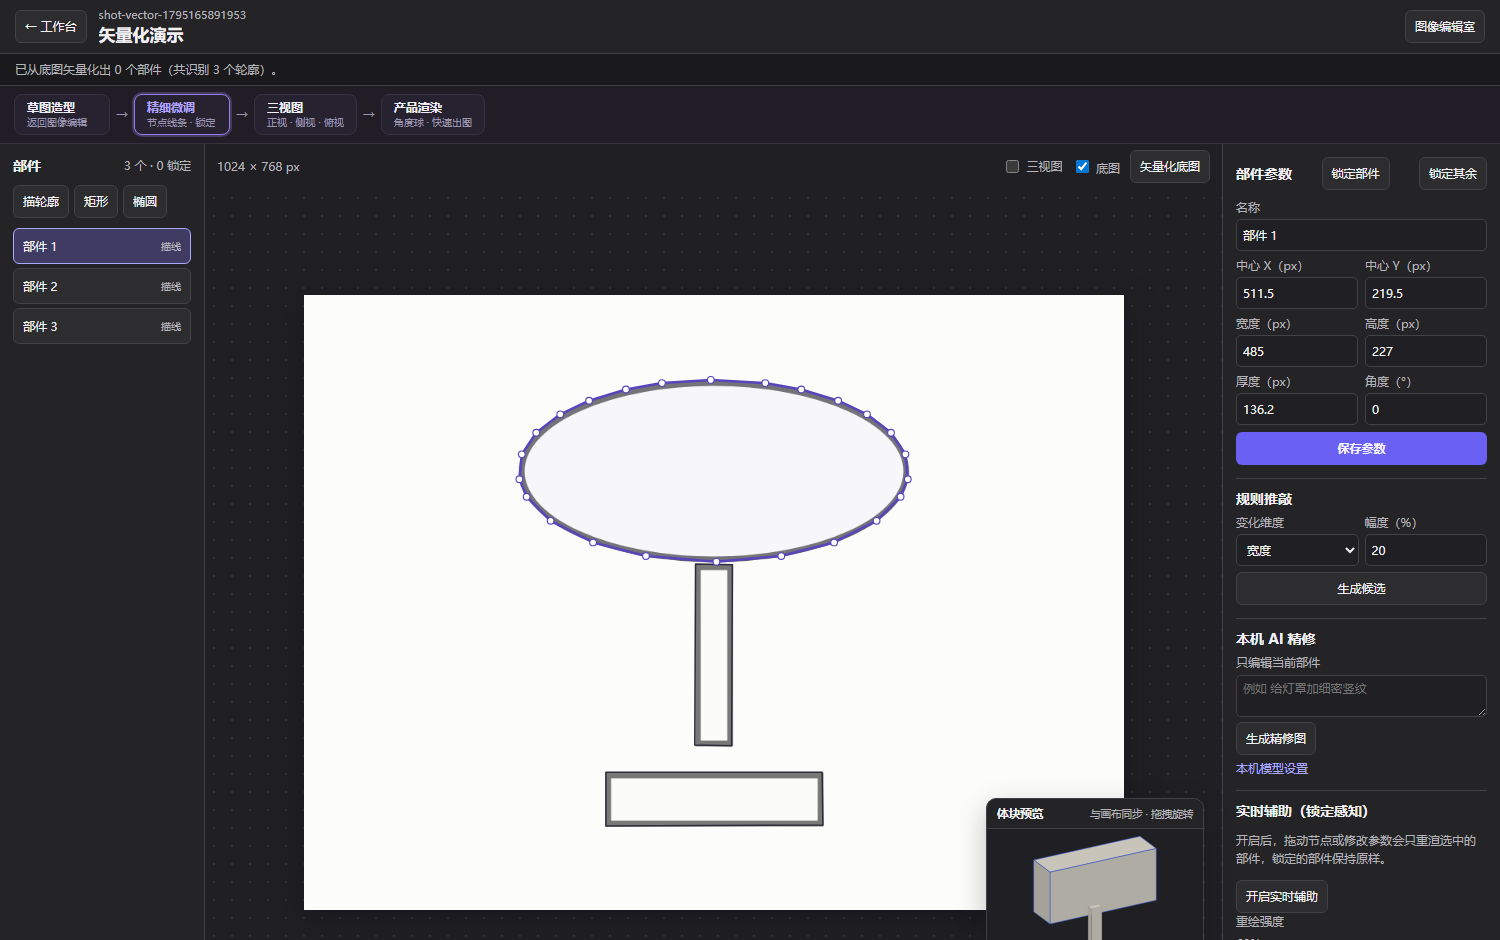 ← 工作台
shot-vector-1795165891953
矢量化演示
图像编辑室
已从底图矢量化出 0 个部件（共识别 3 个轮廓）。
草图造型
返回图像编辑
→
精细微调
节点线条 · 锁定
→
三视图
正视 · 侧视 · 俯视
→
产品渲染
角度球 · 快速出图
部件
3 个 · 0 锁定
描轮廓
矩形
椭圆
部件 1
描线
部件 2
描线
部件 3
描线
1024 × 768 px
三视图
底图
矢量化底图
体块预览
与画布同步 · 拖拽旋转
部件参数
锁定部件
锁定其余
名称
部件 1
中心 X（px）
中心 Y（px）
511.5
219.5
宽度（px）
高度（px）
485
227
厚度（px）
角度（°）
136.2
0
保存参数
规则推敲
变化维度
幅度（%）
宽度
20
生成候选
本机 AI 精修
只编辑当前部件
例如 给灯罩加细密竖纹
生成精修图
本机模型设置
实时辅助（锁定感知）
开启后，拖动节点或修改参数会只重渲选中的
部件，锁定的部件保持原样。
开启实时辅助
重绘强度